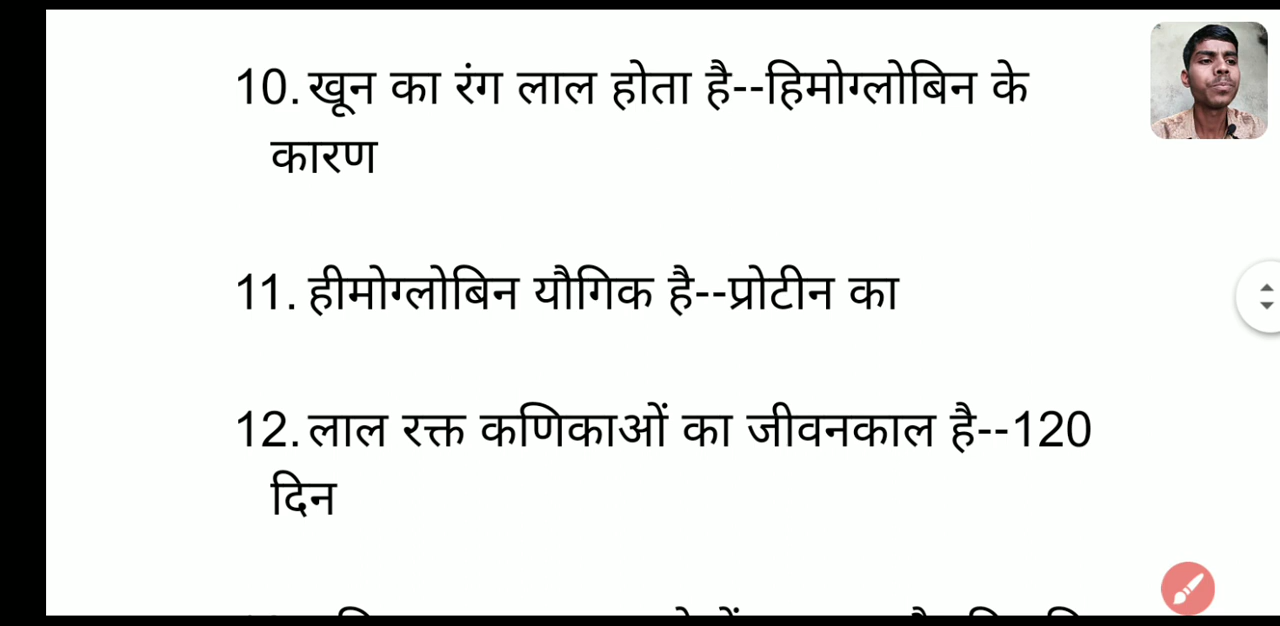 10. खून का रंग लाल होता है--हिमोग्लोबिन के
कारण
11. हीमोग्लोबिन यौगिक है--प्रोटीन का
12. लाल रक्त कणिकाओं का जीवनकाल है--120
दिन